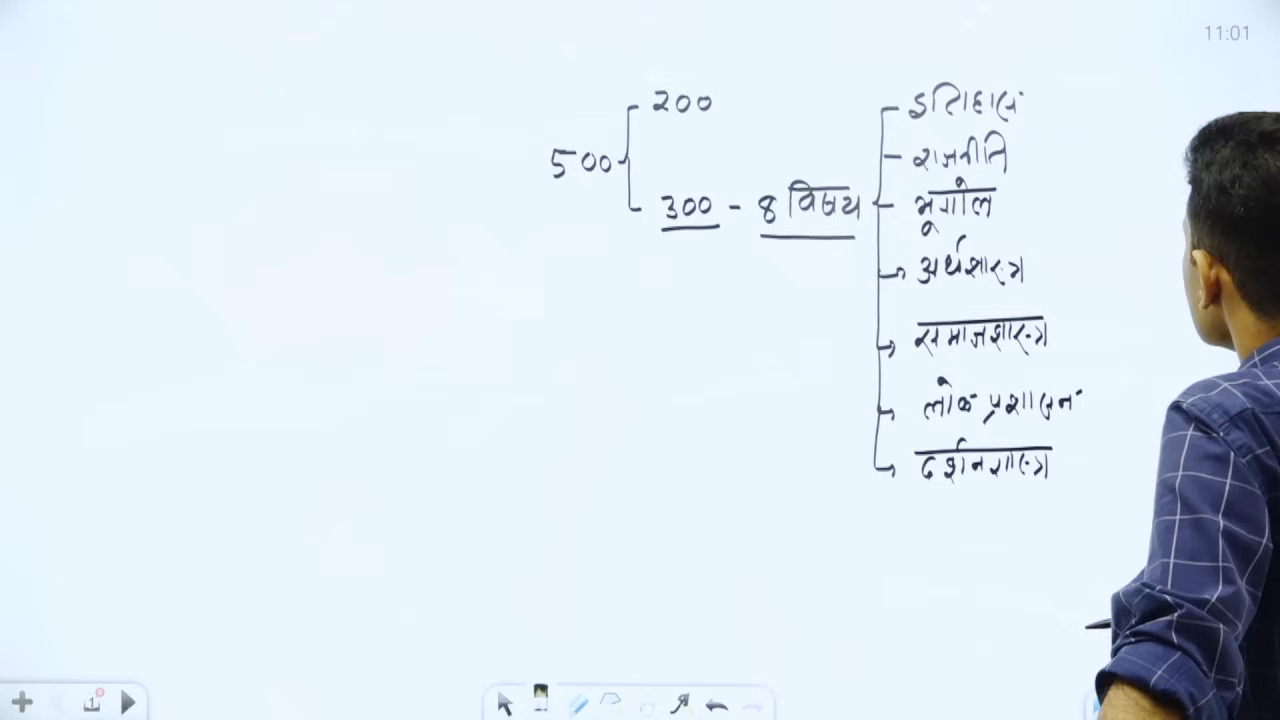 11:01
200
500
300 - 8 विषय
इतिहास
राजनीति
भूगोल
अर्थशास्त्र
समाजशास्त्र
लोक प्रशासन
दर्शनशास्त्र